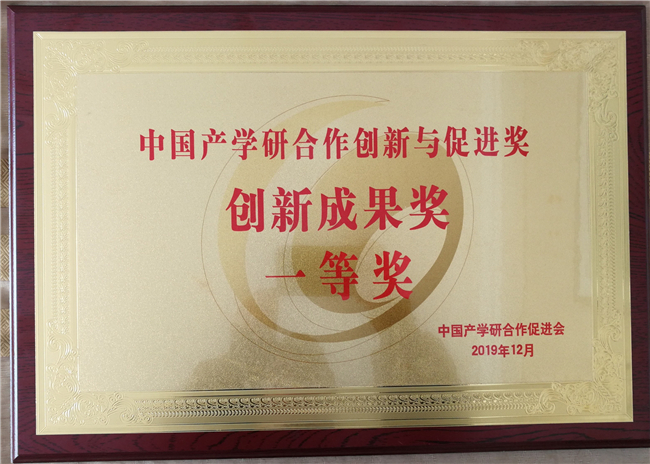 中国产学研合作创新与促进奖
创新成果奖
一等奖
中国产学研合作促进会
2019年12月